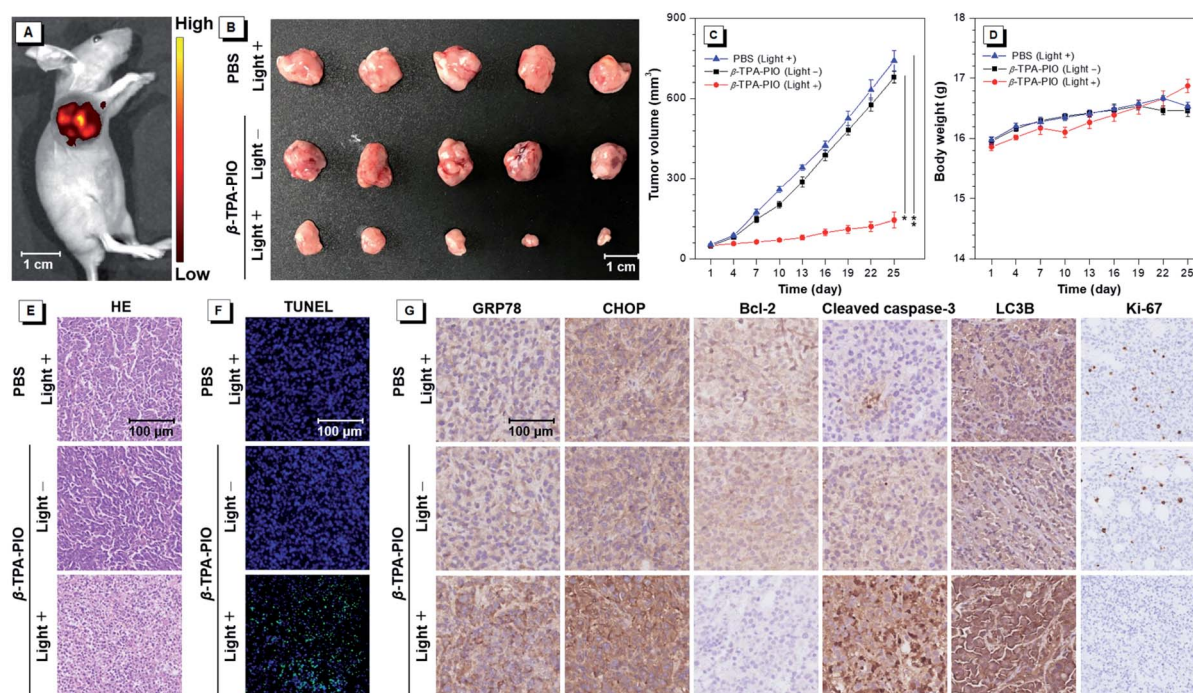 A
High
Low
1 cm
B
PBS
Light +
β-TPA-PIO
Light −
Light +
1 cm
C
Tumor volume (mm³)
900
600
300
0
PBS (Light +)
β-TPA-PIO (Light −)
β-TPA-PIO (Light +)
*
**
1 4 7 10 13 16 19 22 25
Time (day)
D
Body weight (g)
18
17
16
15
14
PBS (Light +)
β-TPA-PIO (Light −)
β-TPA-PIO (Light +)
1 4 7 10 13 16 19 22 25
Time (day)
E
HE
PBS
Light +
100 µm
β-TPA-PIO
Light −
Light +
F
TUNEL
PBS
Light +
100 µm
β-TPA-PIO
Light −
Light +
G
GRP78 CHOP Bcl-2 Cleaved caspase-3 LC3B Ki-67
PBS
Light +
100 µm
β-TPA-PIO
Light −
Light +